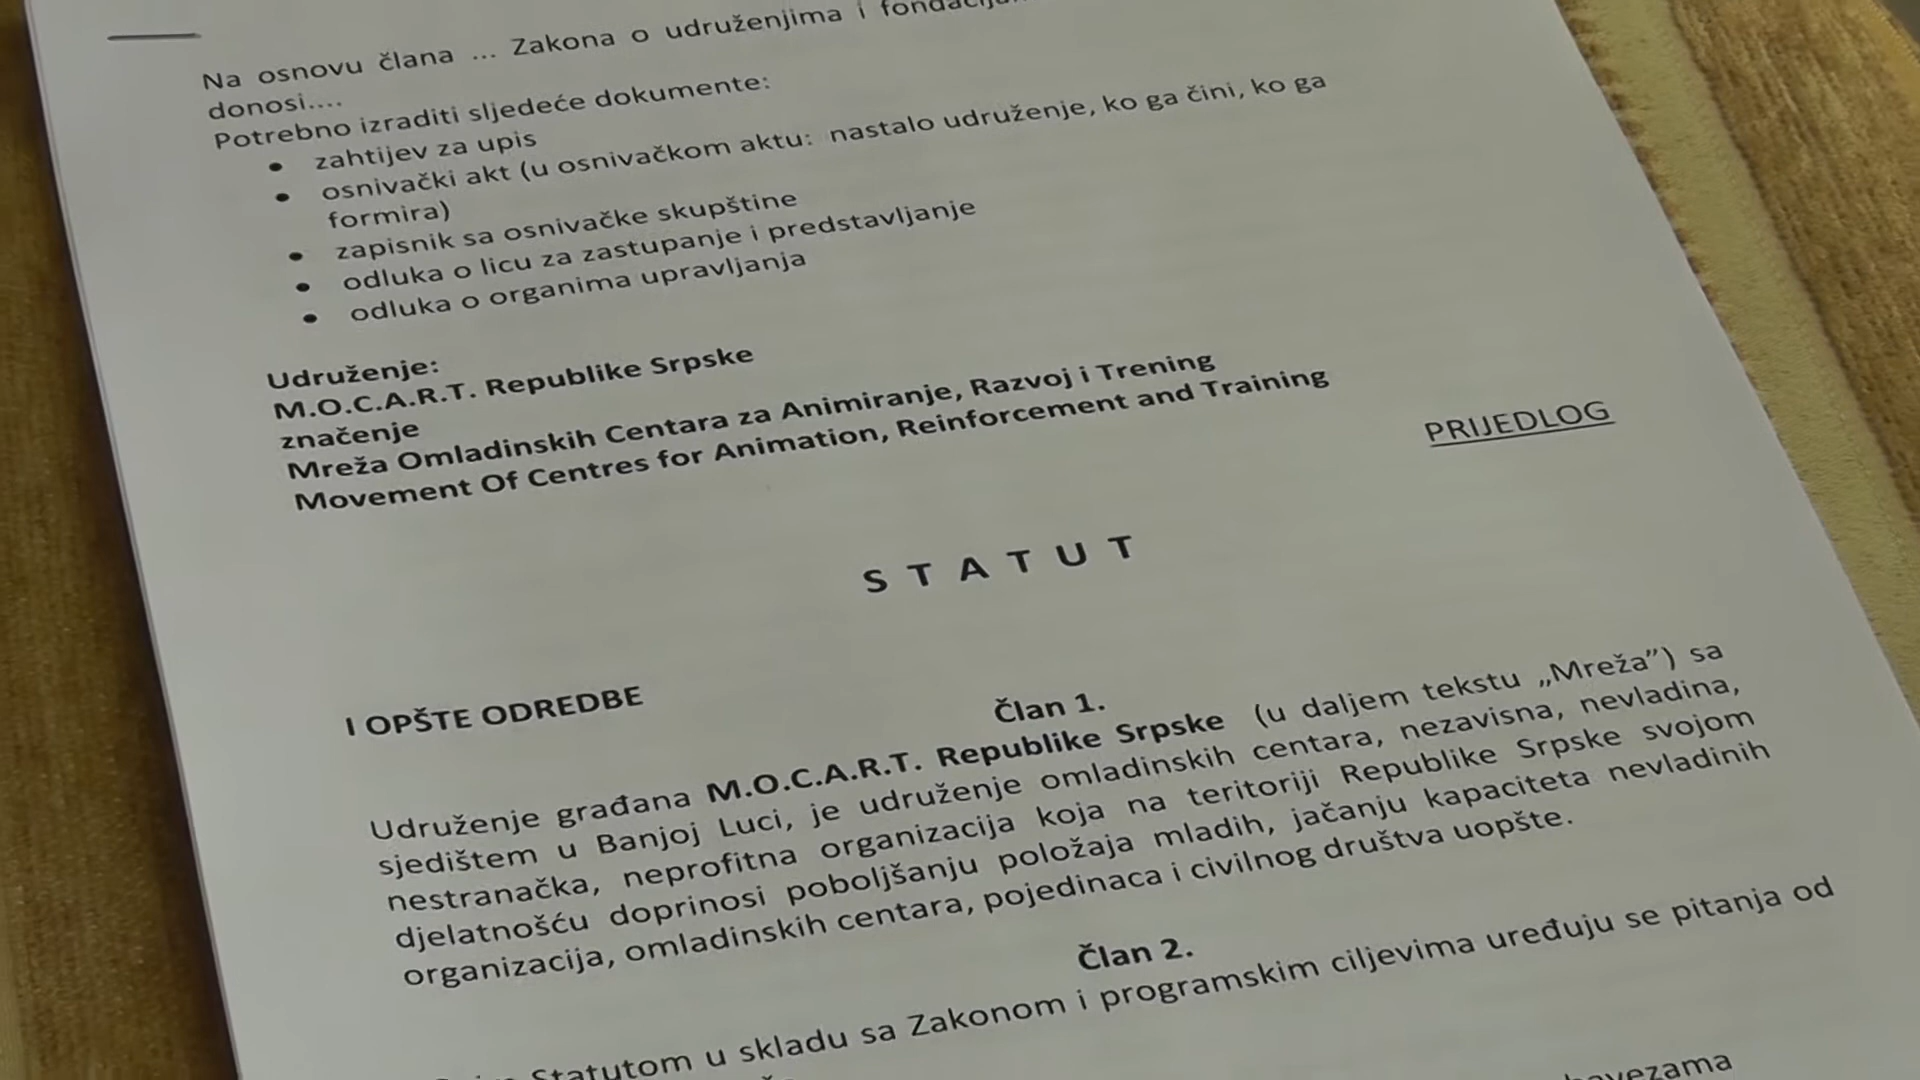 Na osnovu člana ... Zakona o udruženjima i
donosi....
Potrebno izraditi sljedeće dokumente:
• zahtijev za upis
• osnivački akt (u osnivačkom aktu: nastalo udruženje, ko ga čini, ko ga
formira)
• zapisnik sa osnivačke skupštine
• odluka o licu za zastupanje i predstavljanje
• odluka o organima upravljanja
Udruženje:
M.O.C.A.R.T. Republike Srpske
značenje
Mreža Omladinskih Centara za Animiranje, Razvoj i Trening
Movement Of Centres for Animation, Reinforcement and Training
PRIJEDLOG
S T A T U T
I OPŠTE ODREDBE
Član 1.
Udruženje građana M.O.C.A.R.T. Republike Srpske (u daljem tekstu „Mreža”) sa
sjedištem u Banjoj Luci, je udruženje omladinskih centara, nezavisna, nevladina,
nestranačka, neprofitna organizacija koja na teritoriji Republike Srpske svojom
djelatnošću doprinosi poboljšanju položaja mladih, jačanju kapaciteta nevladinih
organizacija, omladinskih centara, pojedinaca i civilnog društva uopšte.
Član 2.
Statutom u skladu sa Zakonom i programskim ciljevima uređuju se pitanja od